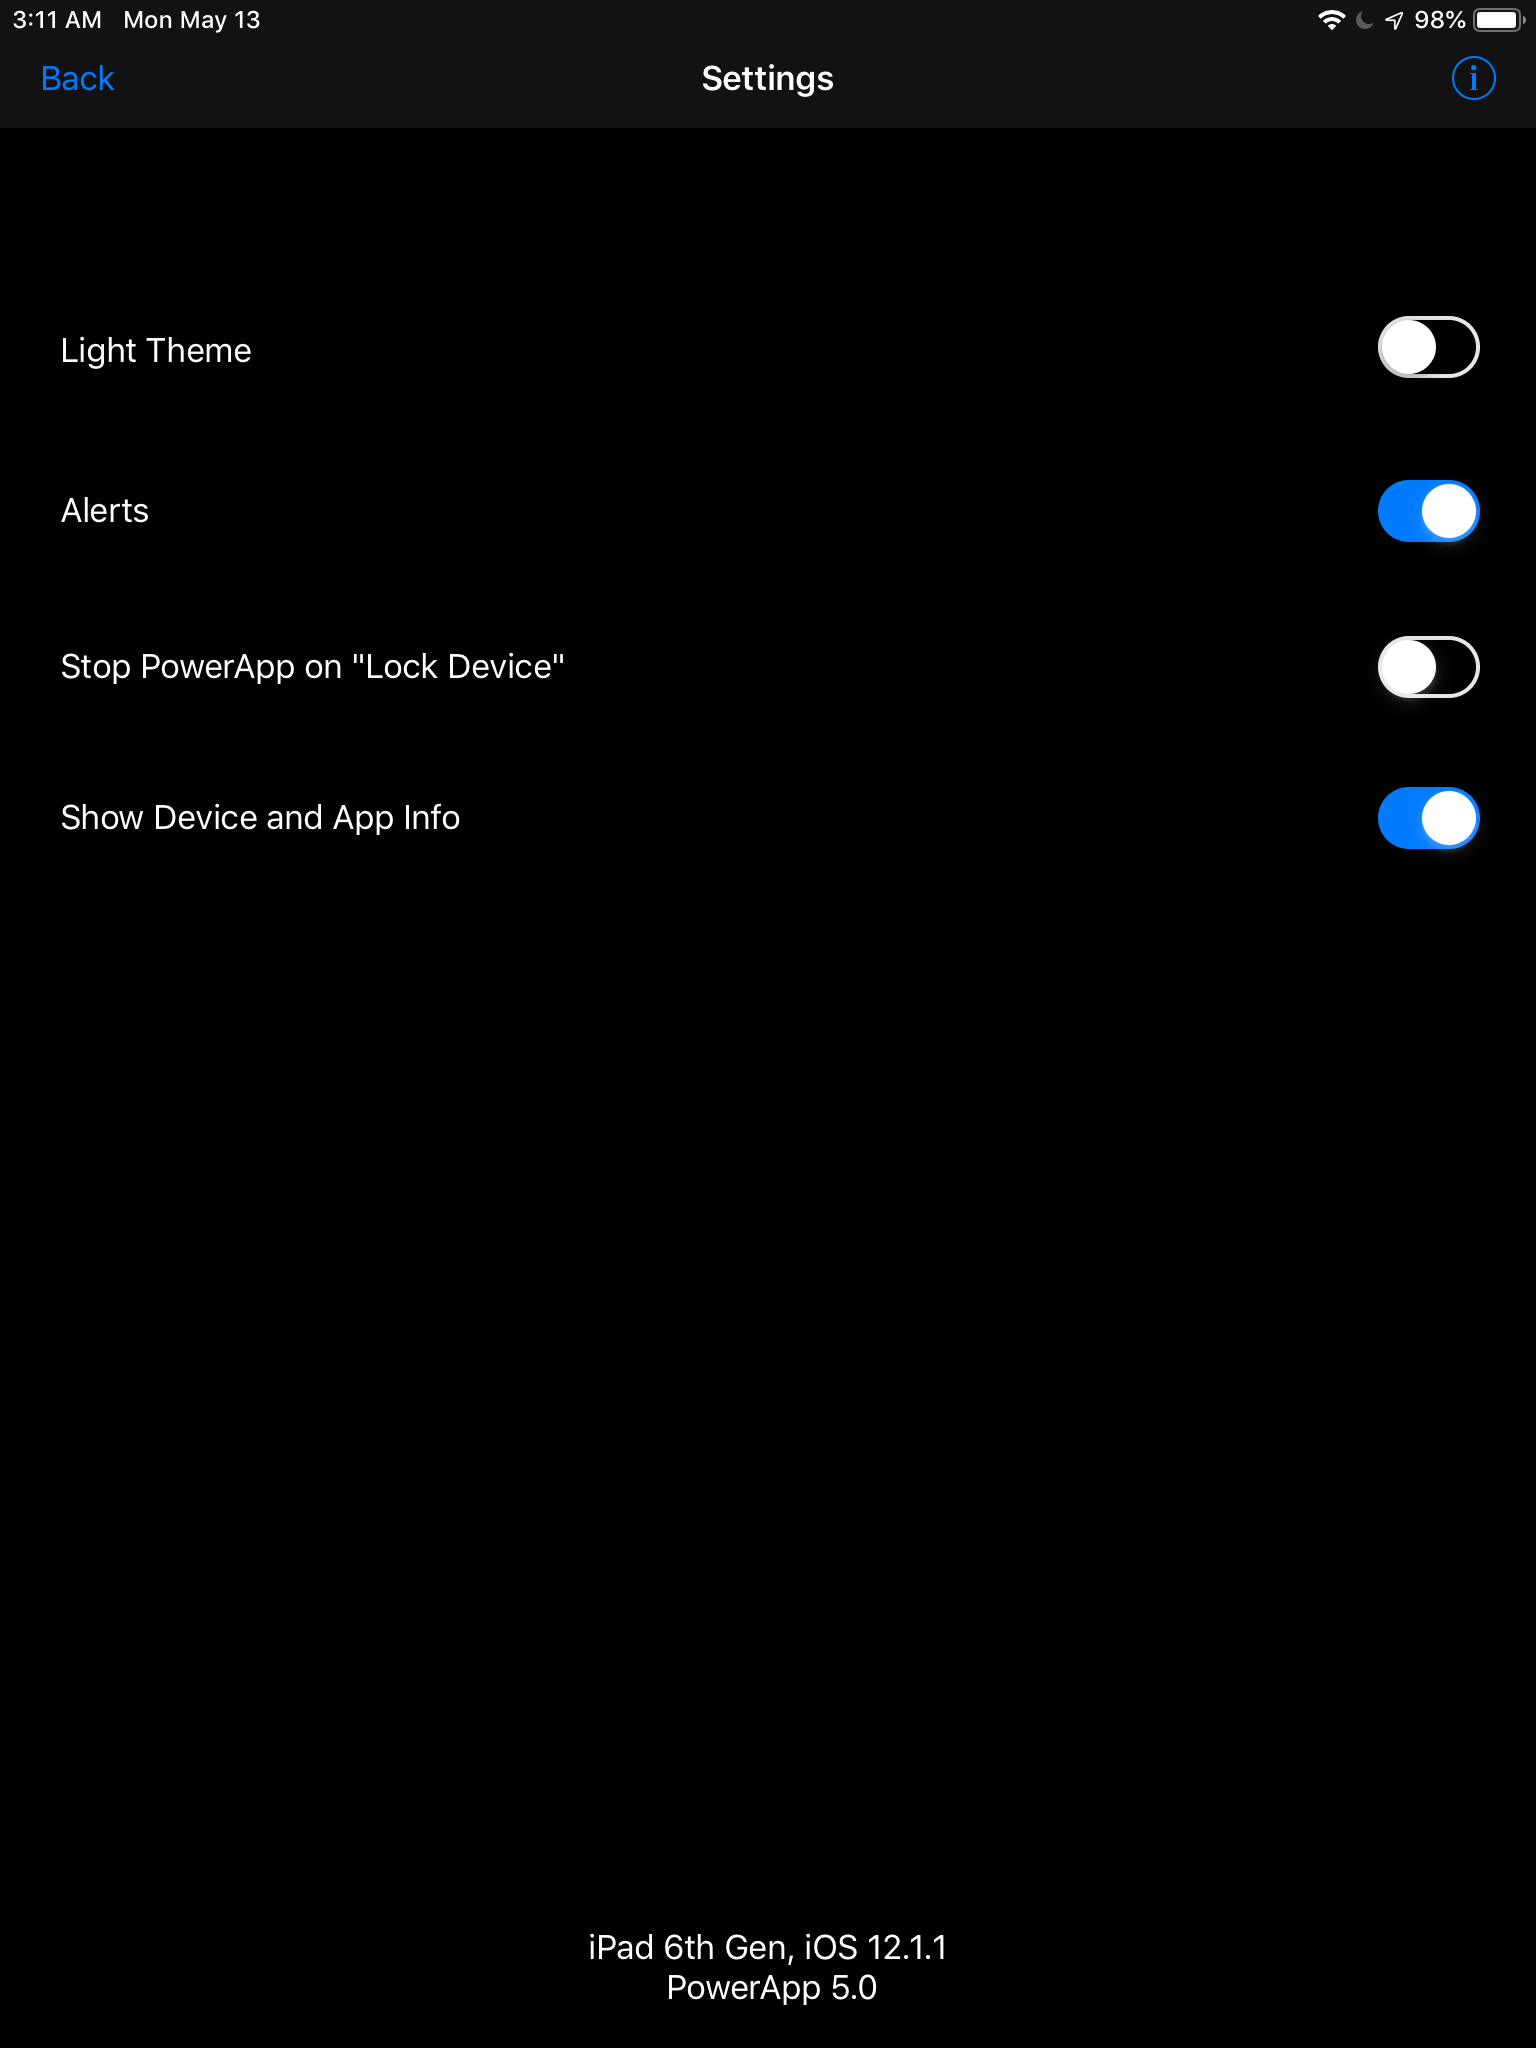 3:11 AM Mon May 13 98%
Back Settings i
Light Theme
Alerts
Stop PowerApp on "Lock Device"
Show Device and App Info
iPad 6th Gen, iOS 12.1.1
PowerApp 5.0